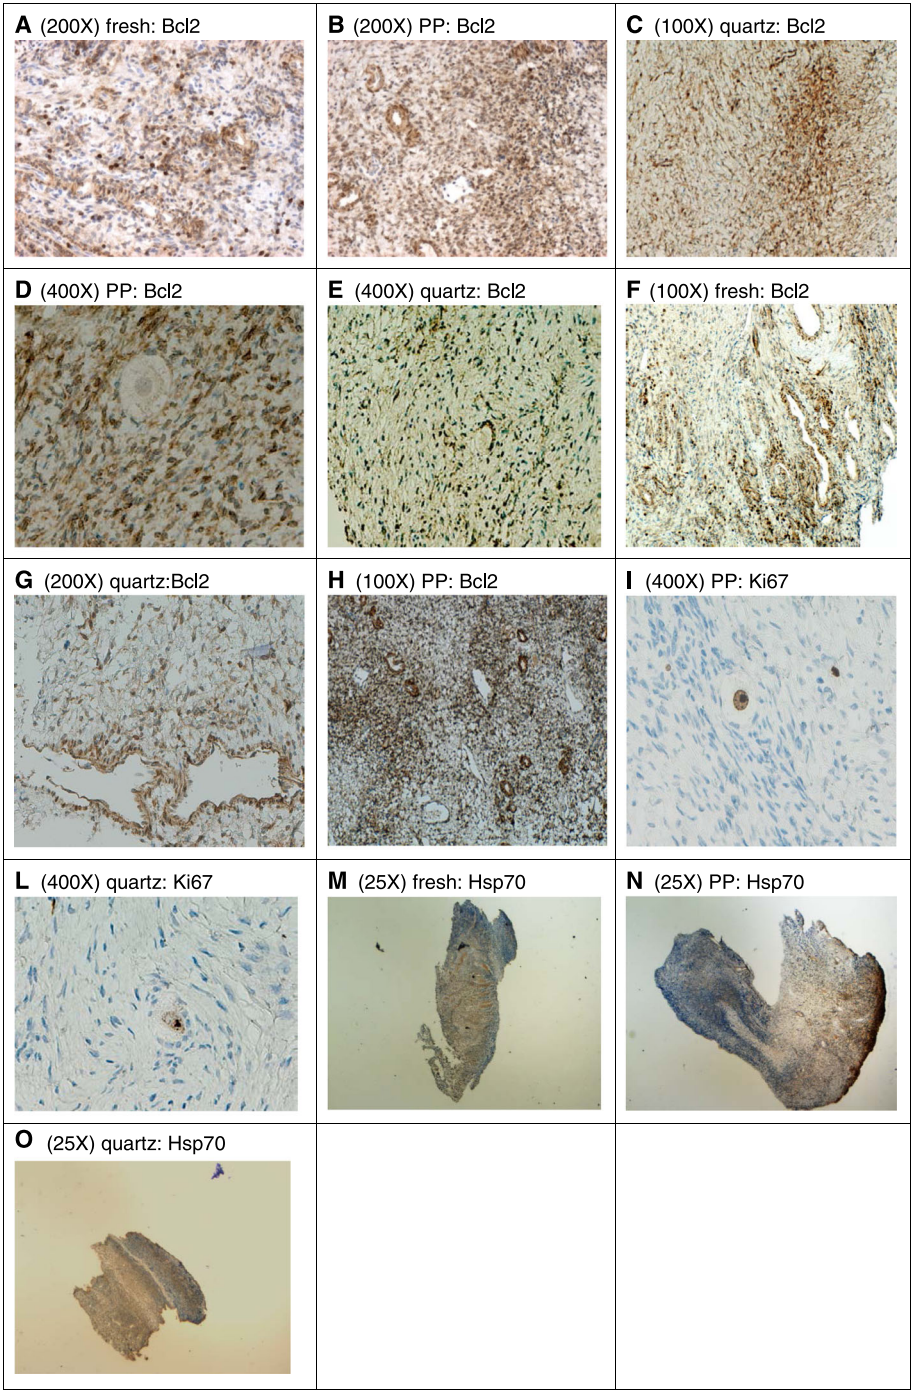 A (200X) fresh: Bcl2
B (200X) PP: Bcl2
C (100X) quartz: Bcl2
D (400X) PP: Bcl2
E (400X) quartz: Bcl2
F (100X) fresh: Bcl2
G (200X) quartz:Bcl2
H (100X) PP: Bcl2
I (400X) PP: Ki67
L (400X) quartz: Ki67
M (25X) fresh: Hsp70
N (25X) PP: Hsp70
O (25X) quartz: Hsp70